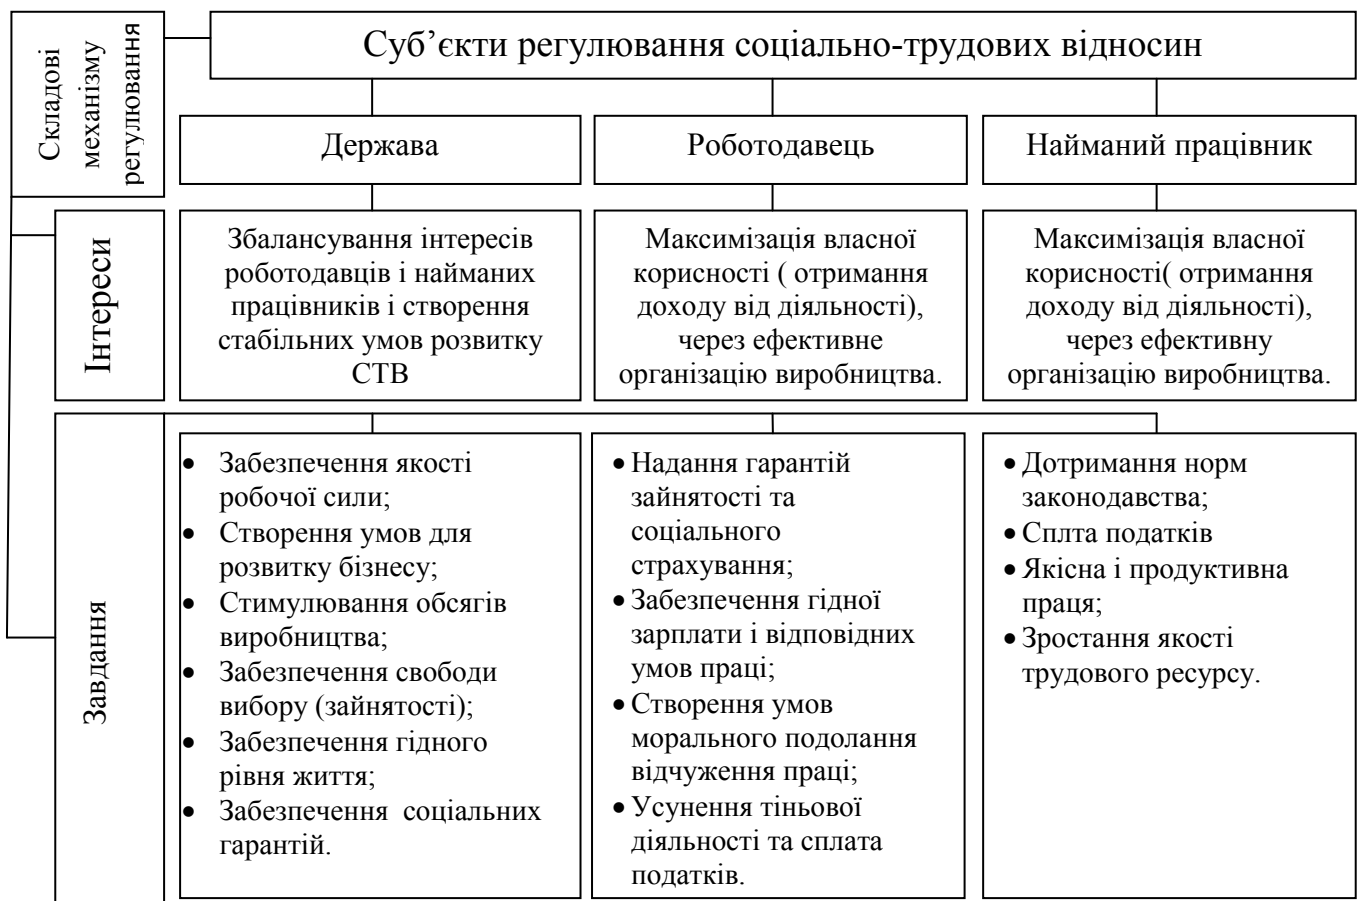 Складові
механізму
регулювання
Суб’єкти регулювання соціально-трудових відносин
Держава
Роботодавець
Найманий працівник
Інтереси
Збалансування інтересів
роботодавців і найманих
працівників і створення
стабільних умов розвитку
СТВ
Максимізація власної
корисності ( отримання
доходу від діяльності),
через ефективне
організацію виробництва.
Максимізація власної
корисності( отримання
доходу від діяльності),
через ефективну
організацію виробництва.
Завдання
• Забезпечення якості
робочої сили;
• Створення умов для
розвитку бізнесу;
• Стимулювання обсягів
виробництва;
• Забезпечення свободи
вибору (зайнятості);
• Забезпечення гідного
рівня життя;
• Забезпечення соціальних
гарантій.
• Надання гарантій
зайнятості та
соціального
страхування;
• Забезпечення гідної
зарплати і відповідних
умов праці;
• Створення умов
морального подолання
відчуження праці;
• Усунення тіньової
діяльності та сплата
податків.
• Дотримання норм
законодавства;
• Сплта податків
• Якісна і продуктивна
праця;
• Зростання якості
трудового ресурсу.